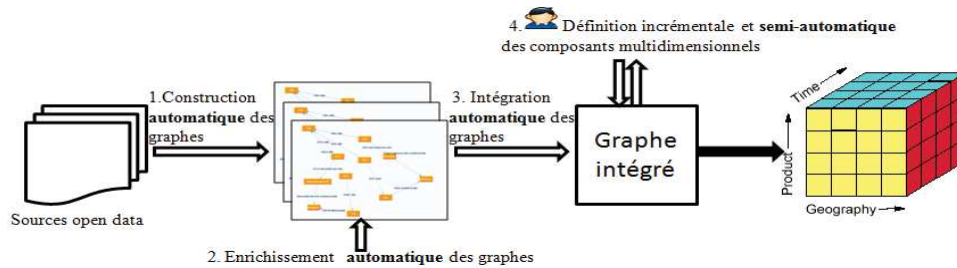 4. Définition incrémentale et semi-automatique
des composants multidimensionnels
1.Construction
automatique des
graphes
3. Intégration
automatique des
graphes
Graphe
intégré
Time
Product
Geography
Sources open data
2. Enrichissement automatique des graphes